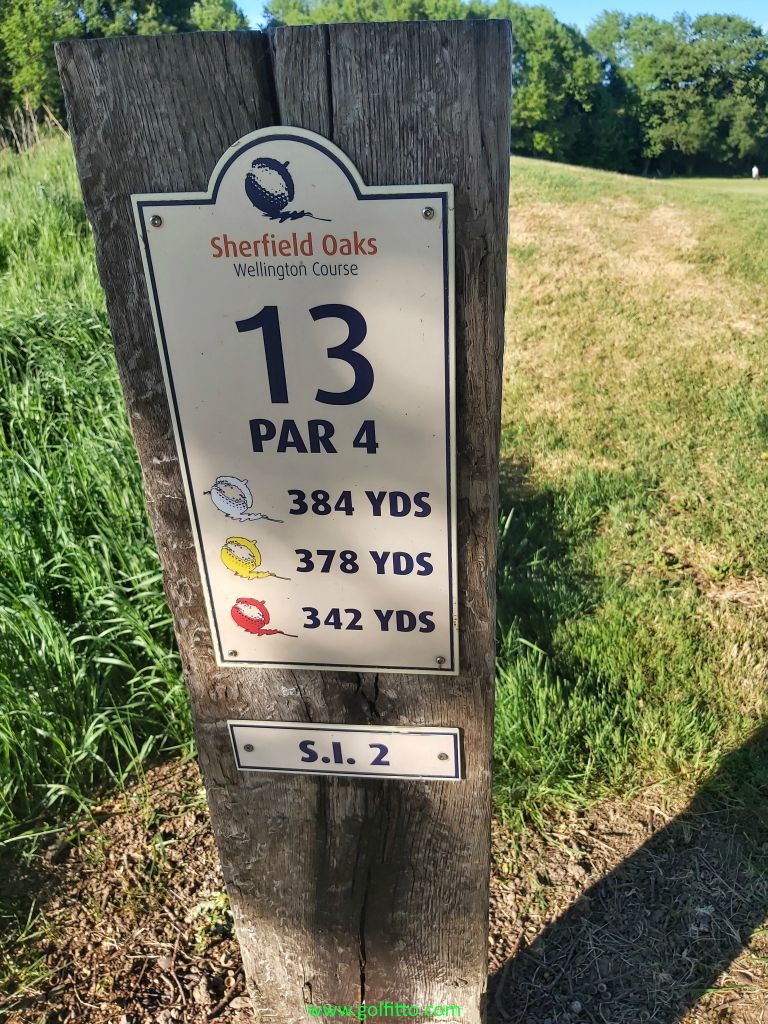 Sherfield Oaks
Wellington Course
13
PAR 4
384 YDS
378 YDS
342 YDS
S.I. 2
www.golfitto.com